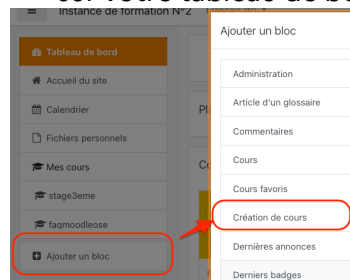 Instance de formation N°2
Ajouter un bloc
Tableau de bord
Accueil du site
Calendrier
Fichiers personnels
Mes cours
stage3eme
faqmoodleose
Ajouter un bloc
Administration
Article d'un glossaire
Commentaires
Cours
Cours favoris
Création de cours
Dernières annonces
Derniers badges